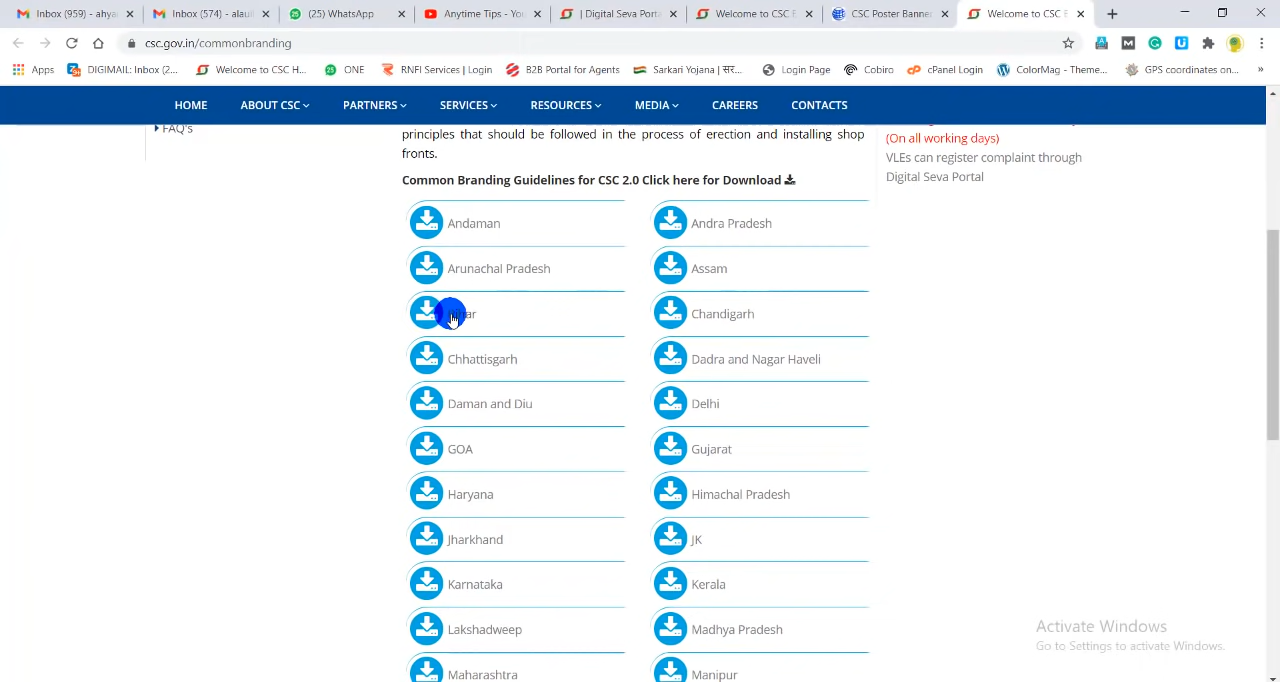 Inbox (959) - ahya
Inbox (574) - alaul
(25) WhatsApp
Anytime Tips - You
| Digital Seva Porta
Welcome to CSC E
CSC Poster Banne
Welcome to CSC E
csc.gov.in/commonbranding
Apps
DIGIMAIL: Inbox (2...
Welcome to CSC H...
ONE
RNFI Services | Login
B2B Portal for Agents
Sarkari Yojana | सर...
Login Page
Cobiro
cPanel Login
ColorMag - Theme...
GPS coordinates on...
»
HOME
ABOUT CSC
PARTNERS
SERVICES
RESOURCES
MEDIA
CAREERS
CONTACTS
FAQ's
principles that should be followed in the process of erection and installing shop
fronts.
(On all working days)
VLEs can register complaint through
Digital Seva Portal
Common Branding Guidelines for CSC 2.0 Click here for Download
Andaman
Andra Pradesh
Arunachal Pradesh
Assam
Chandigarh
Chhattisgarh
Dadra and Nagar Haveli
Daman and Diu
Delhi
GOA
Gujarat
Haryana
Himachal Pradesh
Jharkhand
JK
Karnataka
Kerala
Lakshadweep
Madhya Pradesh
Maharashtra
Manipur
Activate Windows
Go to Settings to activate Windows.